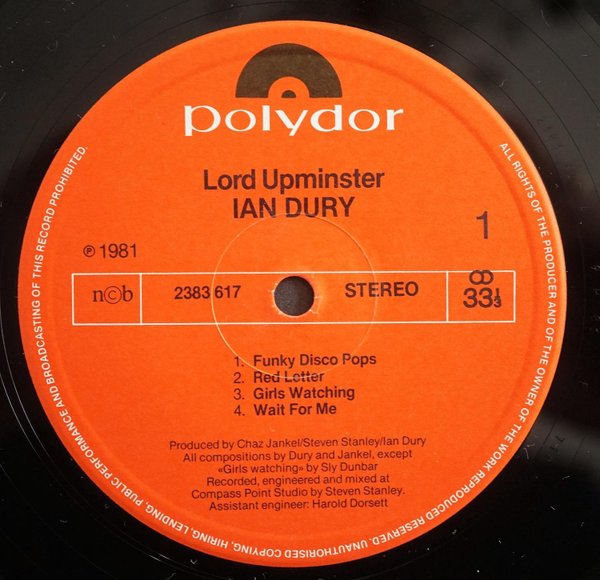 polydor
Lord Upminster
IAN DURY
1
℗ 1981
n©b
2383 617
STEREO
33⅓
1. Funky Disco Pops
2. Red Letter
3. Girls Watching
4. Wait For Me
Produced by Chaz Jankel/Steven Stanley/Ian Dury
All compositions by Dury and Jankel, except
«Girls watching» by Sly Dunbar
Recorded, engineered and mixed at
Compass Point Studio by Steven Stanley.
Assistant engineer: Harold Dorsett
ALL RIGHTS OF THE PRODUCER AND OF THE OWNER OF THE WORK REPRODUCED RESERVED. UNAUTHORISED COPYING, HIRING, LENDING, PUBLIC PERFORMANCE AND BROADCASTING OF THIS RECORD PROHIBITED.